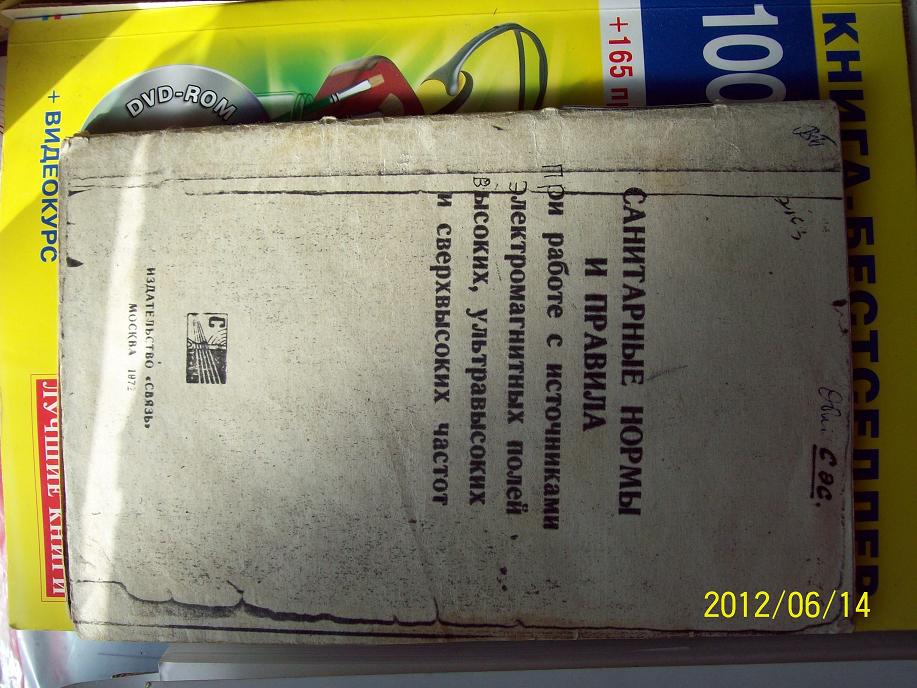 САНИТАРНЫЕ НОРМЫ
И ПРАВИЛА
При работе с источниками
Электромагнитных полей
Высоких, ультравысоких
и сверхвысоких частот
С
ИЗДАТЕЛЬСТВО «СВЯЗЬ»
МОСКВА 1972
КНИГА-БЕСТСЕЛЛЕР
100
+165
DVD-ROM
+ ВИДЕОКУРС
ЛУЧШИЕ КНИГИ
2012/06/14